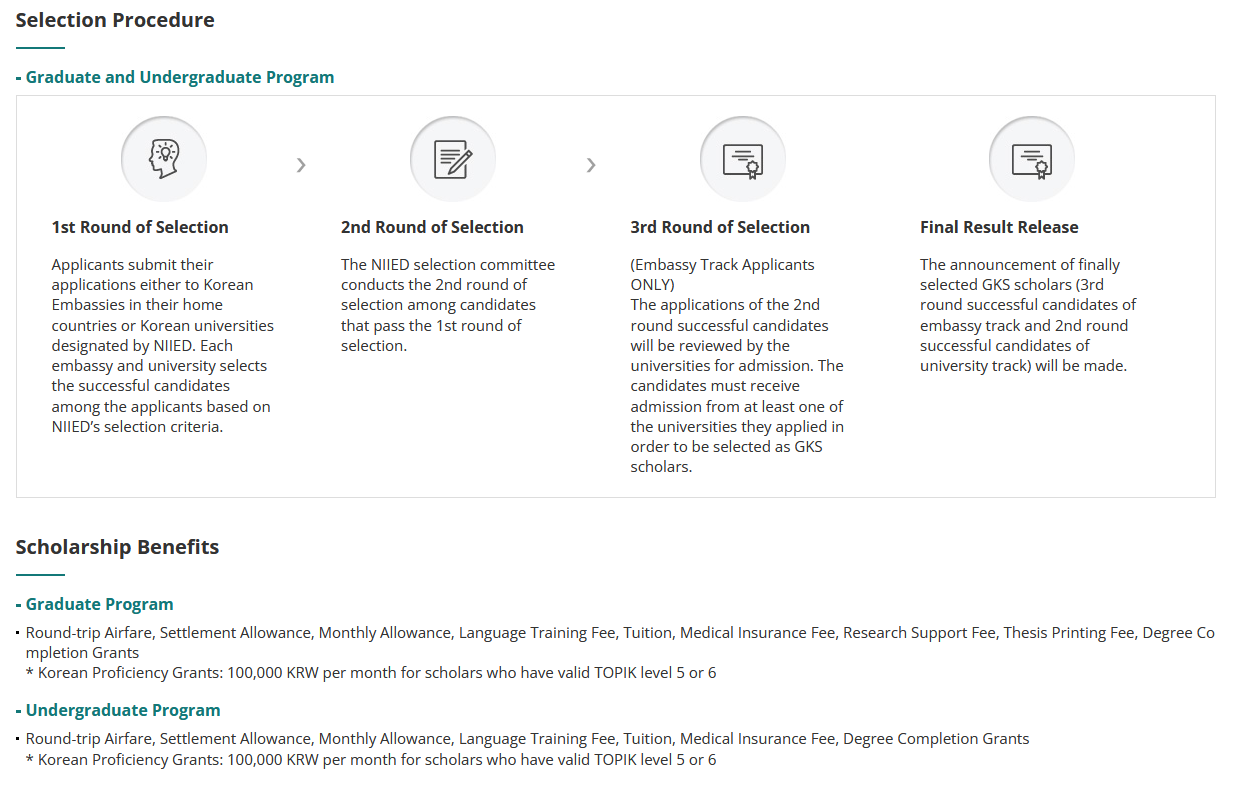 Selection Procedure
- Graduate and Undergraduate Program
1st Round of Selection
Applicants submit their
applications either to Korean
Embassies in their home
countries or Korean universities
designated by NIIED. Each
embassy and university selects
the successful candidates
among the applicants based on
NIIED’s selection criteria.
2nd Round of Selection
The NIIED selection committee
conducts the 2nd round of
selection among candidates
that pass the 1st round of
selection.
3rd Round of Selection
(Embassy Track Applicants
ONLY)
The applications of the 2nd
round successful candidates
will be reviewed by the
universities for admission. The
candidates must receive
admission from at least one of
the universities they applied in
order to be selected as GKS
scholars.
Final Result Release
The announcement of finally
selected GKS scholars (3rd
round successful candidates of
embassy track and 2nd round
successful candidates of
university track) will be made.
Scholarship Benefits
- Graduate Program
· Round-trip Airfare, Settlement Allowance, Monthly Allowance, Language Training Fee, Tuition, Medical Insurance Fee, Research Support Fee, Thesis Printing Fee, Degree Co
mpletion Grants
* Korean Proficiency Grants: 100,000 KRW per month for scholars who have valid TOPIK level 5 or 6
- Undergraduate Program
· Round-trip Airfare, Settlement Allowance, Monthly Allowance, Language Training Fee, Tuition, Medical Insurance Fee, Degree Completion Grants
* Korean Proficiency Grants: 100,000 KRW per month for scholars who have valid TOPIK level 5 or 6